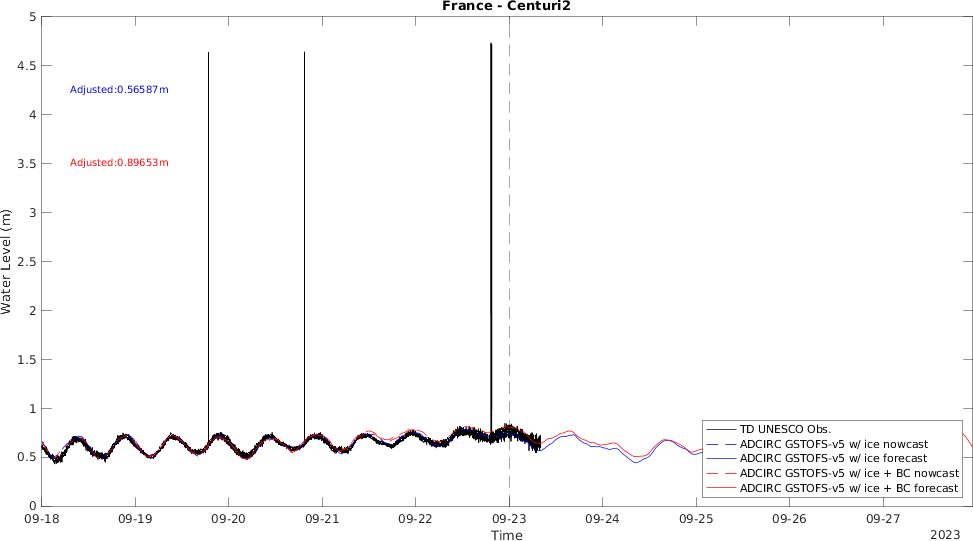 France - Centuri2
5
4.5
Adjusted:0.56587m
4
3.5
Adjusted:0.89653m
3
2.5
2
1.5
1
0.5
0
Water Level (m)
TD UNESCO Obs.
ADCIRC GSTOFS-v5 w/ ice nowcast
ADCIRC GSTOFS-v5 w/ ice forecast
ADCIRC GSTOFS-v5 w/ ice + BC nowcast
ADCIRC GSTOFS-v5 w/ ice + BC forecast
09-18 09-19 09-20 09-21 09-22 09-23 09-24 09-25 09-26 09-27
Time
2023